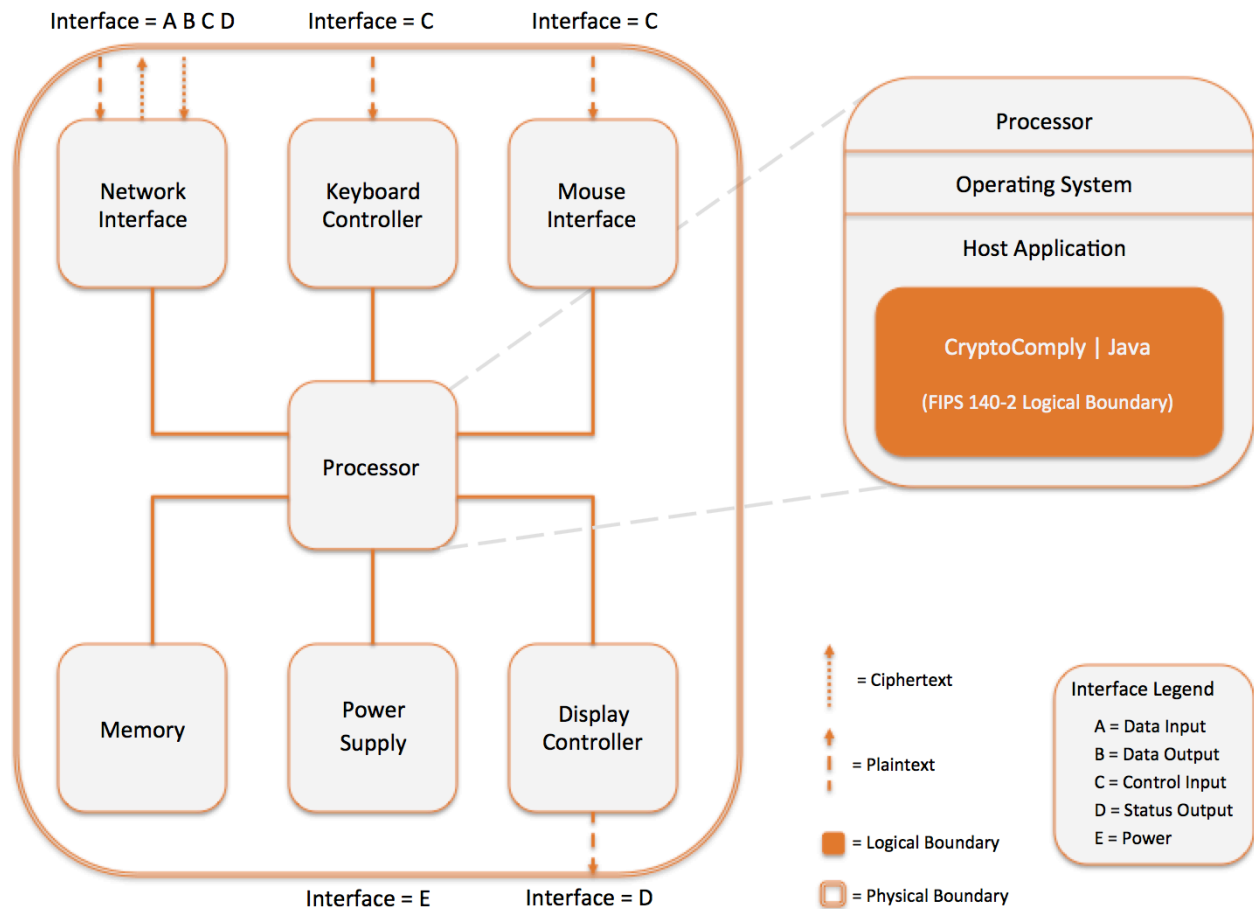 Interface = A B C D
Interface = C
Interface = C
Network
Interface
Keyboard
Controller
Mouse
Interface
Processor
Memory
Power
Supply
Display
Controller
Interface = E
Interface = D
Processor
Operating System
Host Application
CryptoComply | Java
(FIPS 140-2 Logical Boundary)
= Ciphertext
= Plaintext
= Logical Boundary
= Physical Boundary
Interface Legend
A = Data Input
B = Data Output
C = Control Input
D = Status Output
E = Power